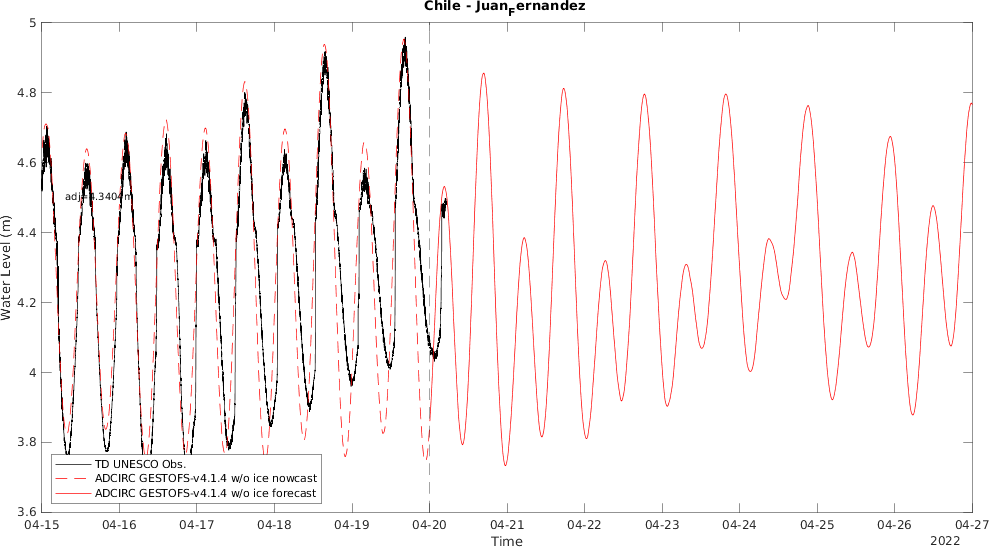 Chile - JuanFernandez
5
4.8
4.6
4.4
4.2
4
3.8
3.6
Water Level (m)
adj=4.3404m
TD UNESCO Obs.
ADCIRC GESTOFS-v4.1.4 w/o ice nowcast
ADCIRC GESTOFS-v4.1.4 w/o ice forecast
04-15 04-16 04-17 04-18 04-19 04-20 04-21 04-22 04-23 04-24 04-25 04-26 04-27
Time
2022